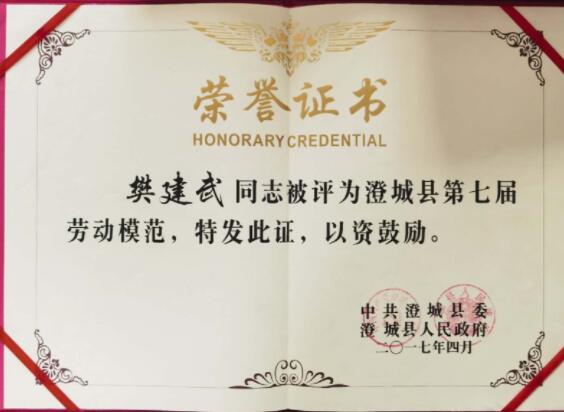 荣誉证书
HONORARY CREDENTIAL
樊建武同志被评为澄城县第七届
劳动模范，特发此证，以资鼓励。
中共澄城县委
澄城县人民政府
二〇一七年四月